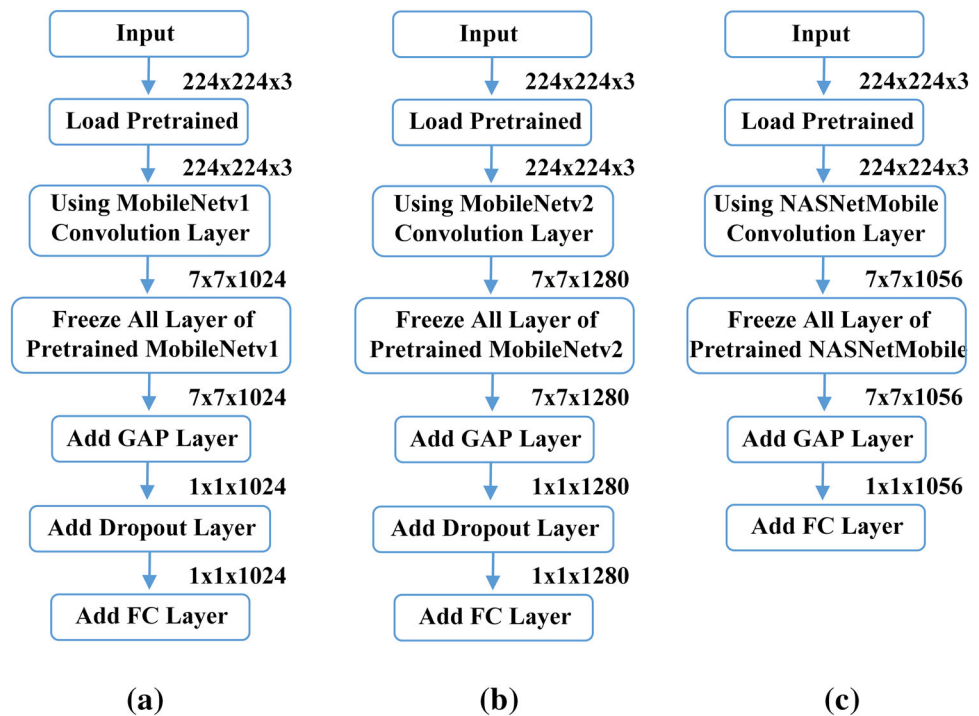 Input
224x224x3
Load Pretrained
224x224x3
Using MobileNetv1
Convolution Layer
7x7x1024
Freeze All Layer of
Pretrained MobileNetv1
7x7x1024
Add GAP Layer
1x1x1024
Add Dropout Layer
1x1x1024
Add FC Layer
(a)
Input
224x224x3
Load Pretrained
224x224x3
Using MobileNetv2
Convolution Layer
7x7x1280
Freeze All Layer of
Pretrained MobileNetv2
7x7x1280
Add GAP Layer
1x1x1280
Add Dropout Layer
1x1x1280
Add FC Layer
(b)
Input
224x224x3
Load Pretrained
224x224x3
Using NASNetMobile
Convolution Layer
7x7x1056
Freeze All Layer of
Pretrained NASNetMobile
7x7x1056
Add GAP Layer
1x1x1056
Add FC Layer
(c)